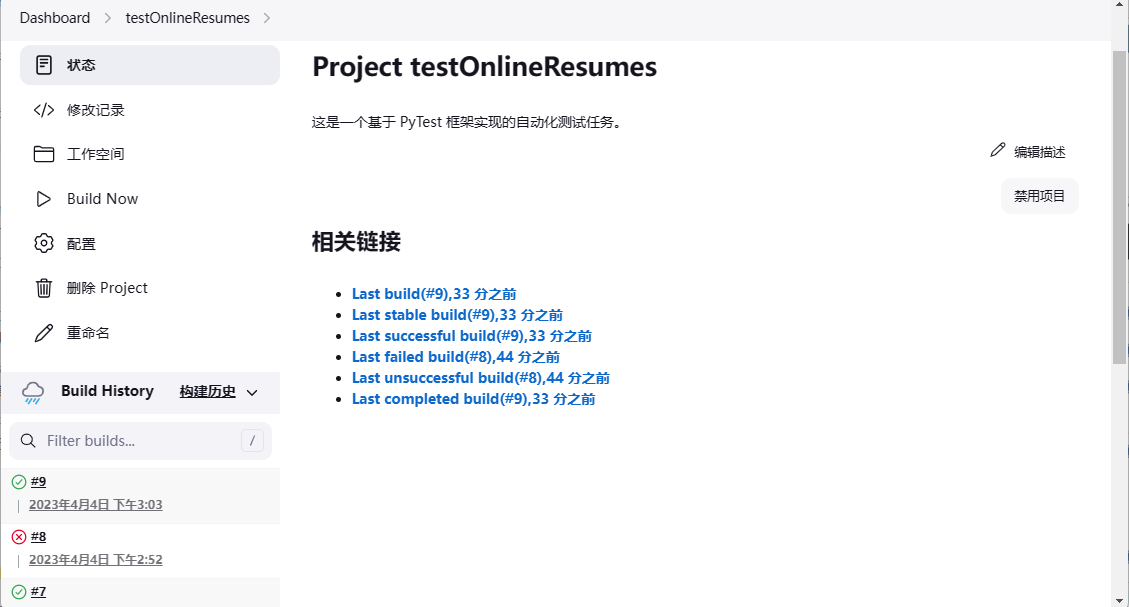 Dashboard
testOnlineResumes
状态
修改记录
工作空间
Build Now
配置
删除 Project
重命名
Build History
构建历史
Filter builds...
/
#9
2023年4月4日 下午3:03
#8
2023年4月4日 下午2:52
#7
Project testOnlineResumes
这是一个基于 PyTest 框架实现的自动化测试任务。
编辑描述
禁用项目
相关链接
Last build(#9),33 分之前
Last stable build(#9),33 分之前
Last successful build(#9),33 分之前
Last failed build(#8),44 分之前
Last unsuccessful build(#8),44 分之前
Last completed build(#9),33 分之前